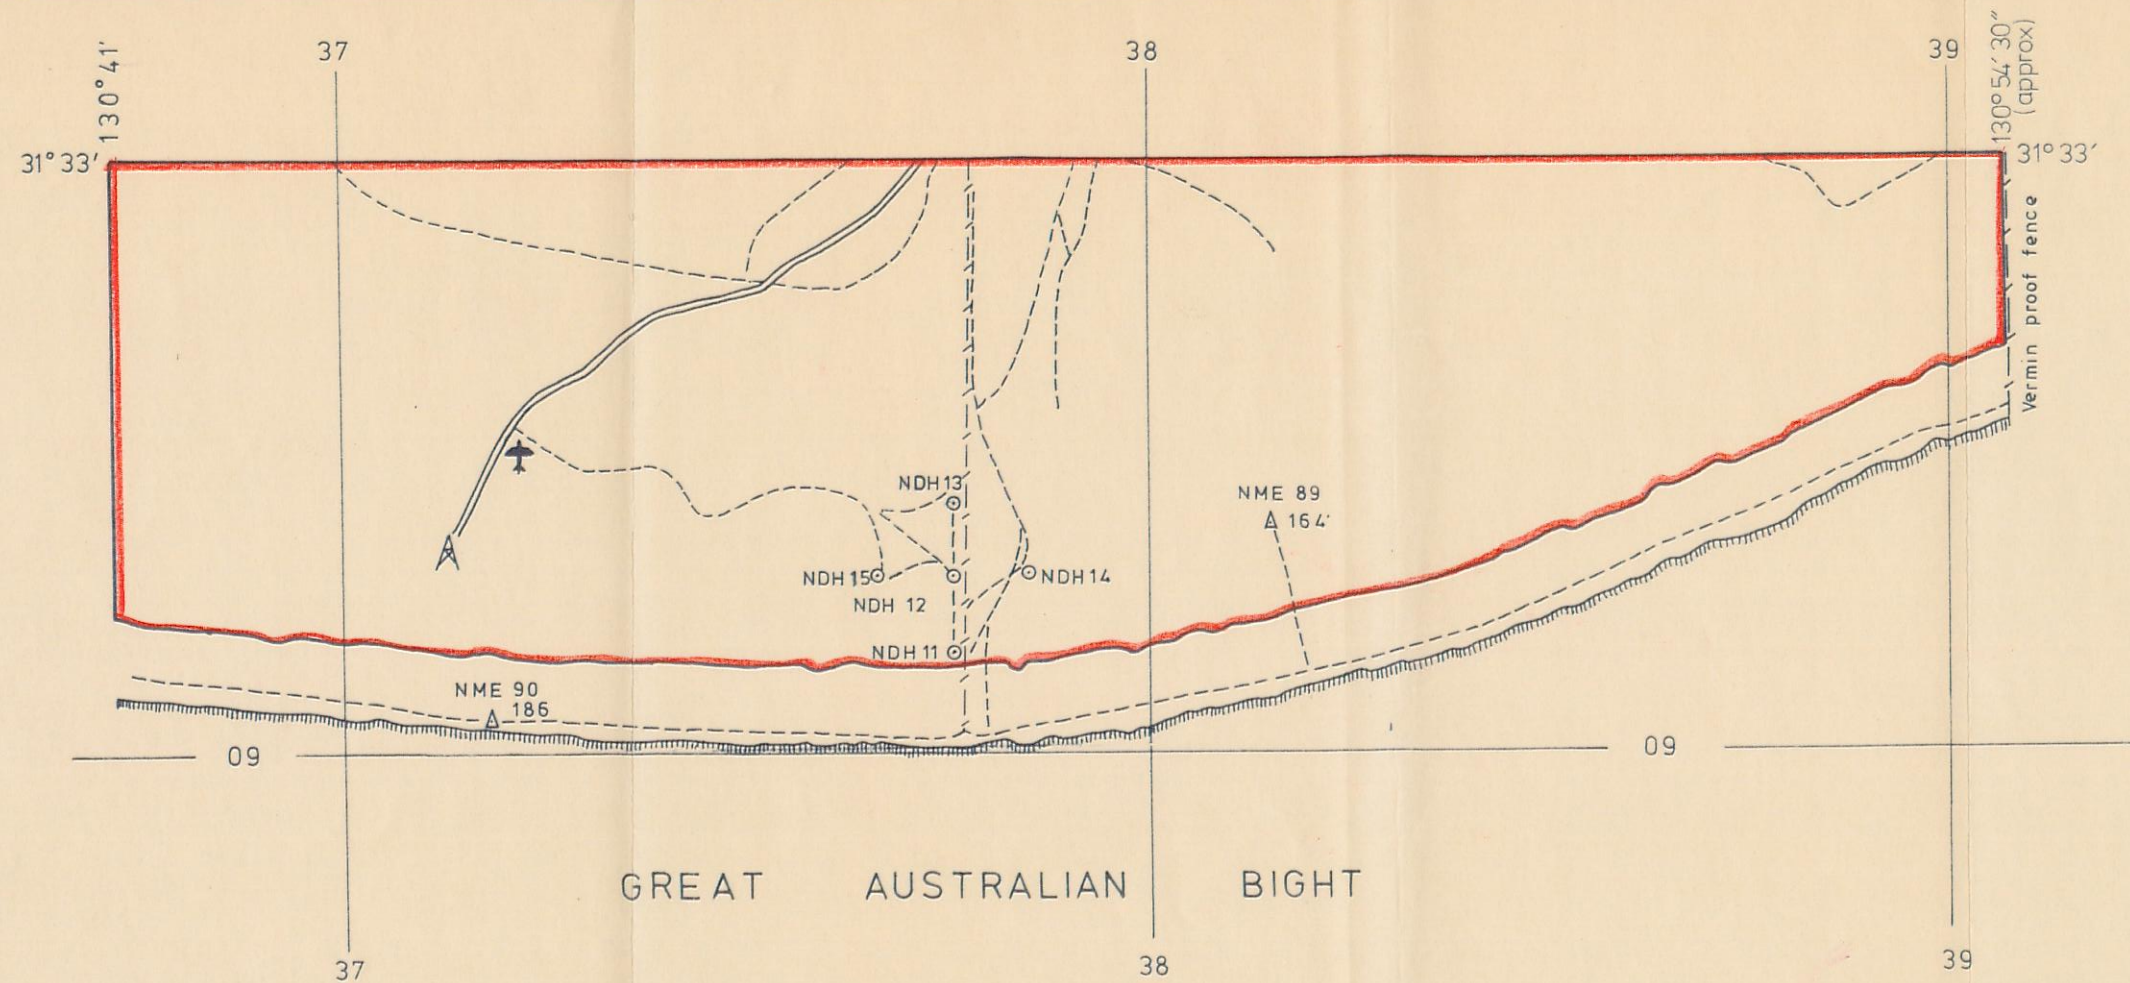 37
38
39
130°41'
130°54'30"
(approx)
31°33'
31°33'
Vermin proof fence
NDH 13
NME 89
164'
NDH 15
NDH 14
NDH 12
NDH 11
NME 90
186
09
09
GREAT AUSTRALIAN BIGHT
37
38
39